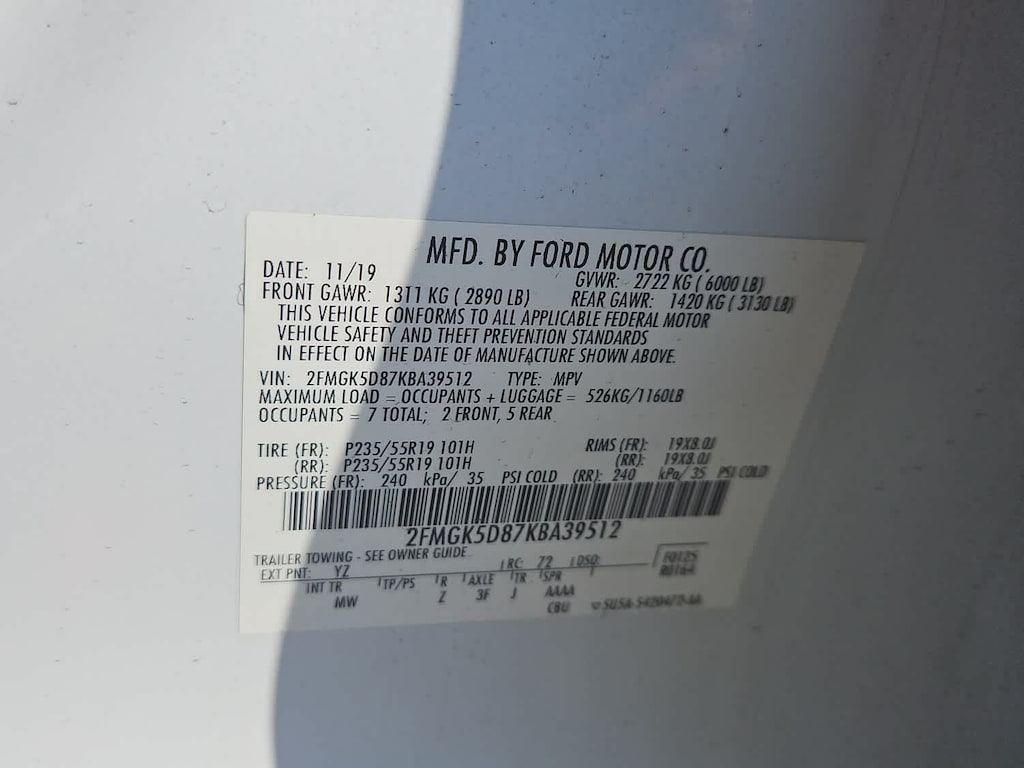 MFD. BY FORD MOTOR CO.
DATE: 11/19 GVWR: 2722 KG ( 6000 LB)
FRONT GAWR: 1311 KG ( 2890 LB) REAR GAWR: 1420 KG ( 3130 LB)
THIS VEHICLE CONFORMS TO ALL APPLICABLE FEDERAL MOTOR
VEHICLE SAFETY AND THEFT PREVENTION STANDARDS
IN EFFECT ON THE DATE OF MANUFACTURE SHOWN ABOVE.
VIN: 2FMGK5D87KBA39512 TYPE: MPV
MAXIMUM LOAD = OCCUPANTS + LUGGAGE = 526KG/1160LB
OCCUPANTS = 7 TOTAL; 2 FRONT, 5 REAR
TIRE (FR): P235/55R19 101H RIMS (FR): 19X8.0J
(RR): P235/55R19 101H (RR): 19X8.0J
PRESSURE (FR): 240 kPa/ 35 PSI COLD (RR): 240 kPa/ 35 PSI COLD
2FMGK5D87KBA39512
TRAILER TOWING - SEE OWNER GUIDE
EXT PNT: YZ RC: 72 DSO:
INT TR TP/PS R AXLE TR SPR
MW Z 3F J AAAA
CBU